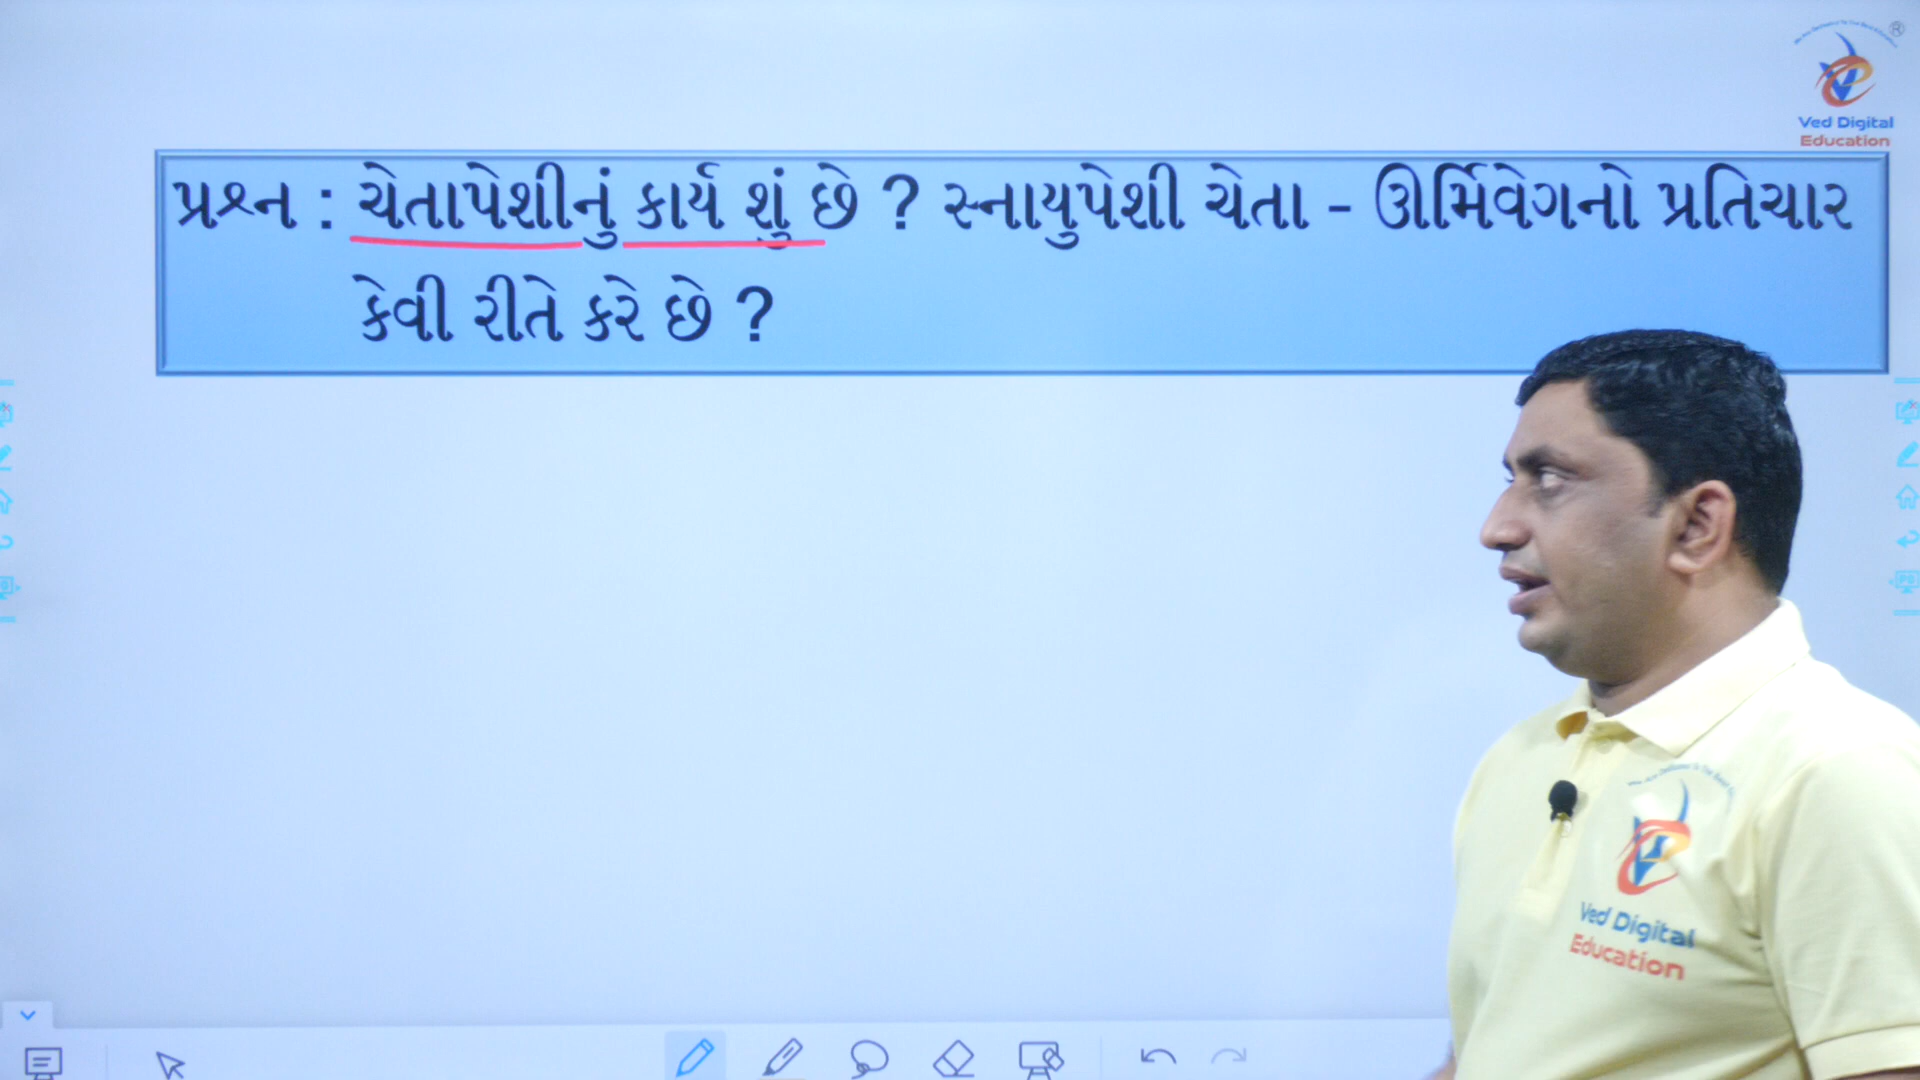 Ved Digital
Education
પ્રશ્ન : ચેતાપેશીનું કાર્ય શું છે ? સ્નાયુપેશી ચેતા - ઊર્મિવેગનો પ્રતિચાર
કેવી રીતે કરે છે ?
Ved Digital
Education